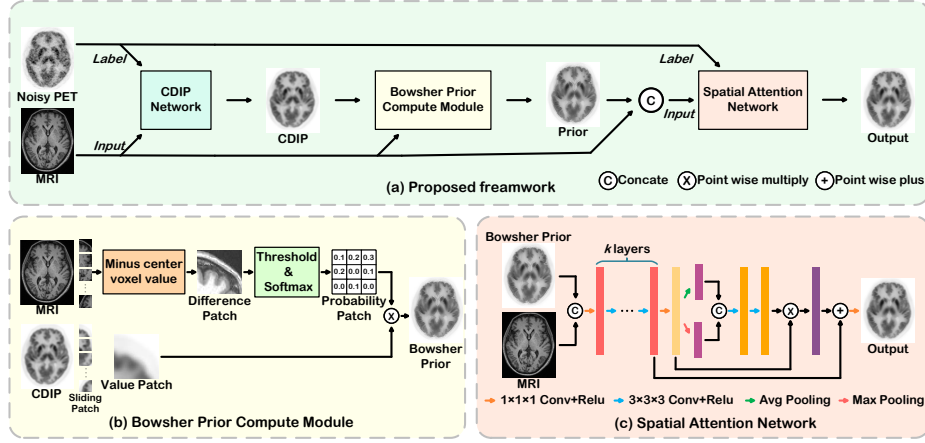 Noisy PET
Label
CDIP
Network
CDIP
Bowsher Prior
Compute Module
Prior
C
Label
Input
Spatial Attention
Network
Output
Input
MRI
(a) Proposed freamwork
C Concate
X Point wise multiply
+ Point wise plus
MRI
Minus center
voxel value
Difference
Patch
Threshold
&
Softmax
0.1 0.2 0.3
0.2 0.0 0.1
0.0 0.1 0.0
Probability
Patch
X
Bowsher
Prior
CDIP
Sliding
Patch
Value Patch
(b) Bowsher Prior Compute Module
Bowsher Prior
MRI
C
k layers
...
C
X
+
Output
1×1×1 Conv+Relu
3×3×3 Conv+Relu
Avg Pooling
Max Pooling
(c) Spatial Attention Network